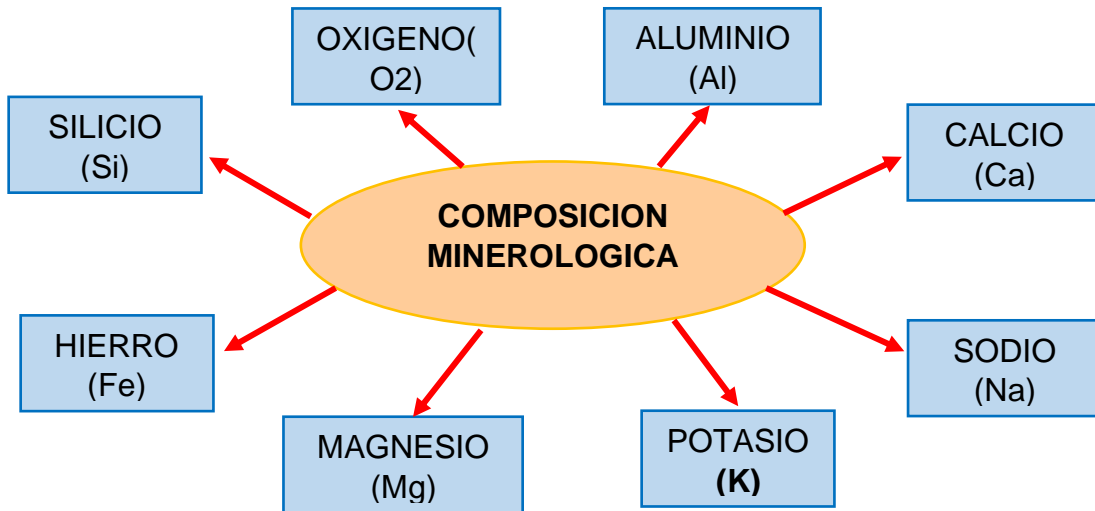 OXIGENO(
O2)
ALUMINIO
(Al)
SILICIO
(Si)
CALCIO
(Ca)
COMPOSICION
MINEROLOGICA
HIERRO
(Fe)
SODIO
(Na)
MAGNESIO
(Mg)
POTASIO
(K)